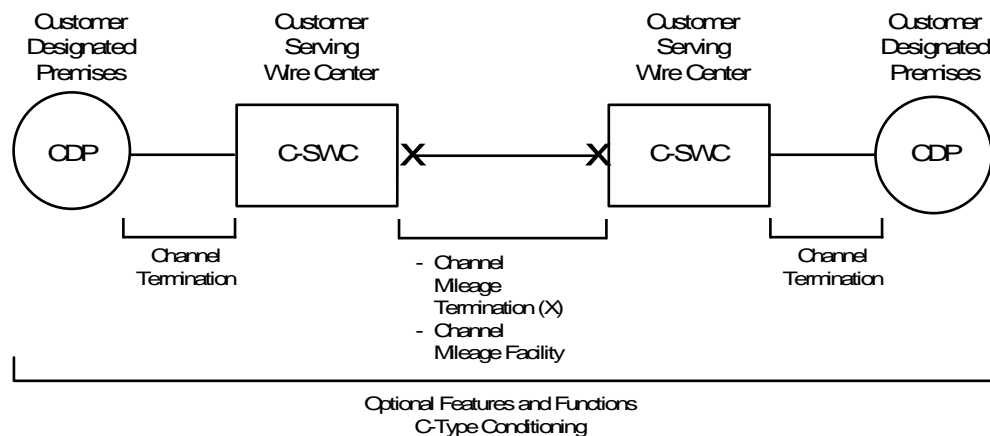 Customer
Designated
Premises
Customer
Serving
Wire Center
Customer
Serving
Wire Center
Customer
Designated
Premises
CDP
C-SWC
X
X
C-SWC
CDP
Channel
Termination
- Channel
Mileage
Termination (X)
- Channel
Mileage Facility
Channel
Termination
Optional Features and Functions
C-Type Conditioning